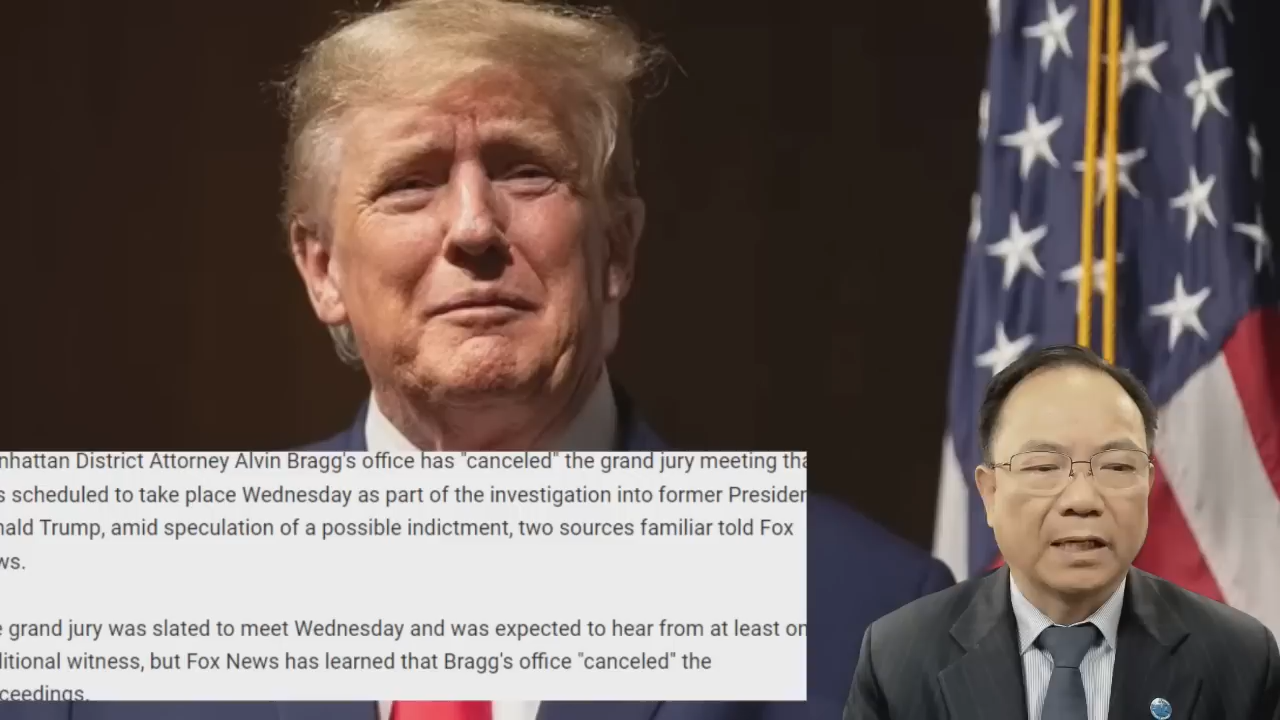 nhattan District Attorney Alvin Bragg's office has "canceled" the grand jury meeting tha
s scheduled to take place Wednesday as part of the investigation into former Presiden
nald Trump, amid speculation of a possible indictment, two sources familiar told Fox
ws.
e grand jury was slated to meet Wednesday and was expected to hear from at least on
ditional witness, but Fox News has learned that Bragg's office "canceled" the
ceedings.